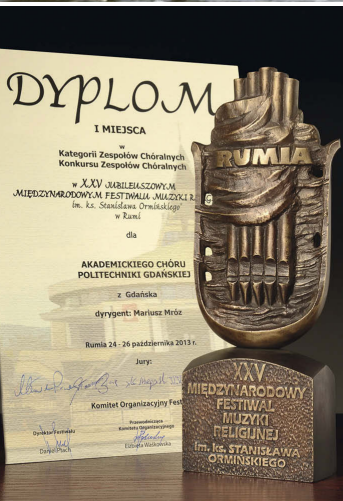 DYPLOM
I MIEJSCA
w
Kategorii Zespołów Chóralnych
Konkursu Zespołów Chóralnych
w XXV JUBILEUSZOWYM
MIĘDZYNARODOWYM FESTIWALU MUZYKI
im. ks. Stanisława Ormińskiego
w Rumi
dla
AKADEMICKIEGO CHÓRU
POLITECHNIKI GDAŃSKIEJ
z Gdańska
dyrygent: Mariusz Mróz
Rumia 24 - 26 października 2013 r.
Jury:
Komitet Organizacyjny
Dyrektor Festiwalu
Przewodnicząca
Komitetu Organizacyjnego
Elżbieta Waśkowska
RUMIA
XXV
MIĘDZYNARODOWY
FESTIWAL
MUZYKI
RELIGIJNEJ
im. ks. STANISŁAWA
ORMIŃSKIEGO